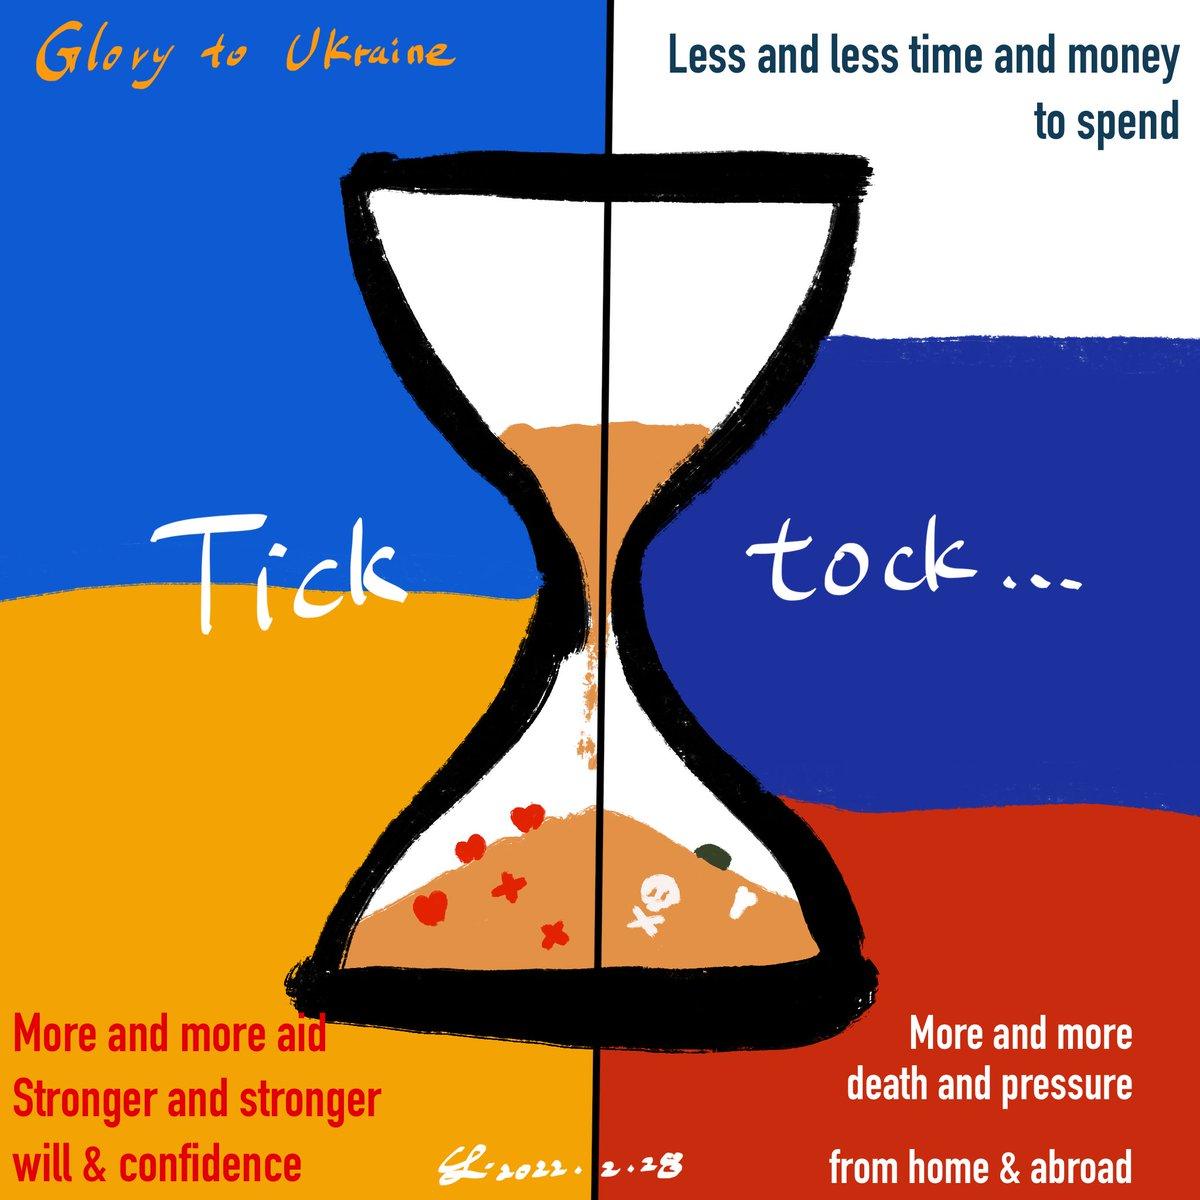 Glory to Ukraine
Less and less time and money
to spend
Tick tock...
More and more aid
Stronger and stronger
will & confidence
More and more
death and pressure
from home & abroad
2022.2.28